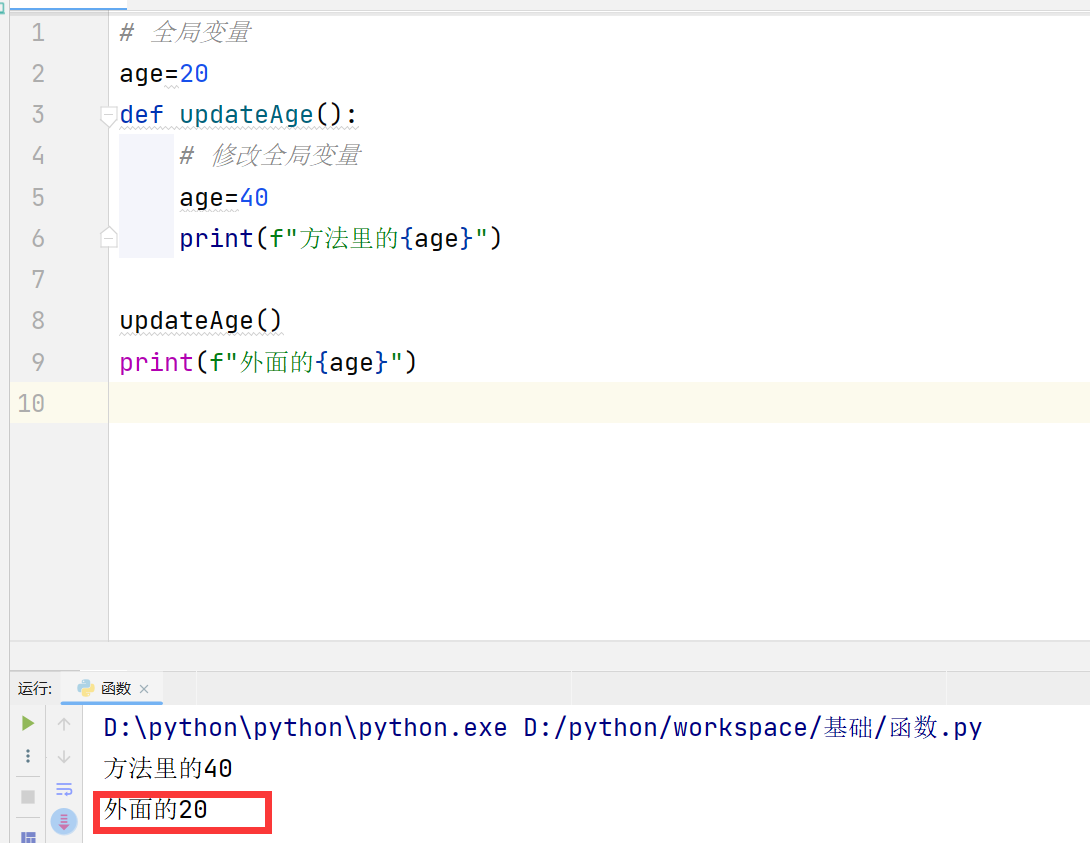 1 # 全局变量
2 age=20
3 def updateAge():
4 # 修改全局变量
5 age=40
6 print(f"方法里的{age}")
7
8 updateAge()
9 print(f"外面的{age}")
10
运行: 函数 ×
D:\python\python\python.exe D:/python/workspace/基础/函数.py
方法里的40
外面的20